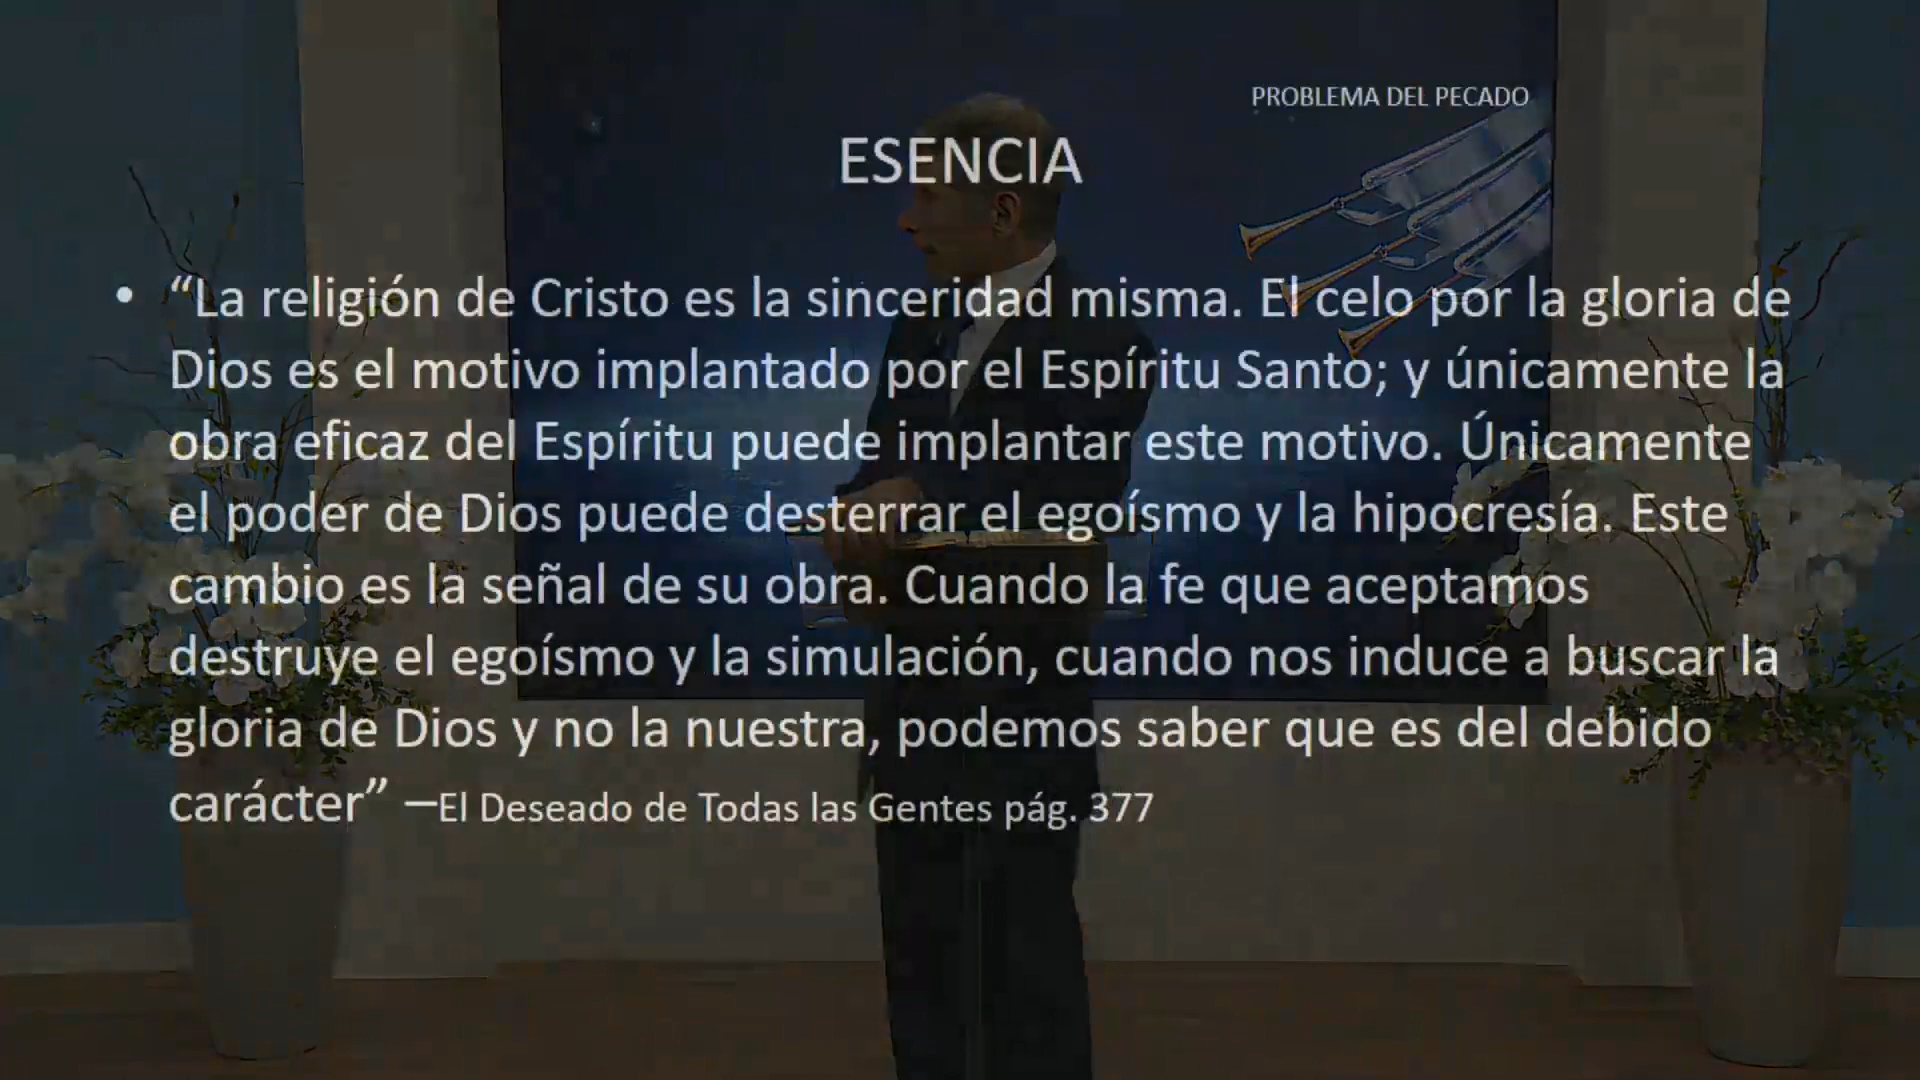 PROBLEMA DEL PECADO
ESENCIA
• “La religión de Cristo es la sinceridad misma. El celo por la gloria de
Dios es el motivo implantado por el Espíritu Santo; y únicamente la
obra eficaz del Espíritu puede implantar este motivo. Únicamente
el poder de Dios puede desterrar el egoísmo y la hipocresía. Este
cambio es la señal de su obra. Cuando la fe que aceptamos
destruye el egoísmo y la simulación, cuando nos induce a buscar la
gloria de Dios y no la nuestra, podemos saber que es del debido
carácter” —El Deseado de Todas las Gentes pág. 377